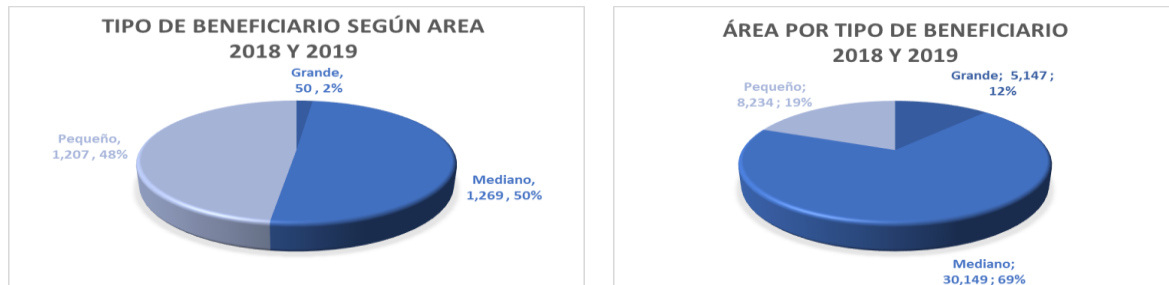 TIPO DE BENEFICIARIO SEGÚN AREA
2018 Y 2019
Grande,
50 , 2%
Pequeño,
1,207 , 48%
Mediano,
1,269 , 50%
ÁREA POR TIPO DE BENEFICIARIO
2018 Y 2019
Grande; 5,147 ;
12%
Pequeño;
8,234 ; 19%
Mediano;
30,149 ; 69%